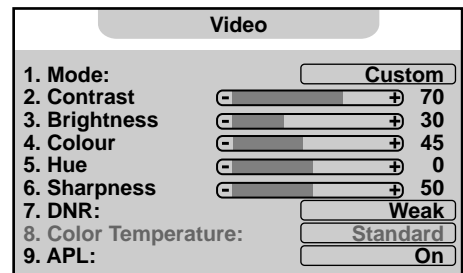 Video
1. Mode: Custom
2. Contrast - + 70
3. Brightness - + 30
4. Colour - + 45
5. Hue - + 0
6. Sharpness - + 50
7. DNR: Weak
8. Color Temperature: Standard
9. APL: On